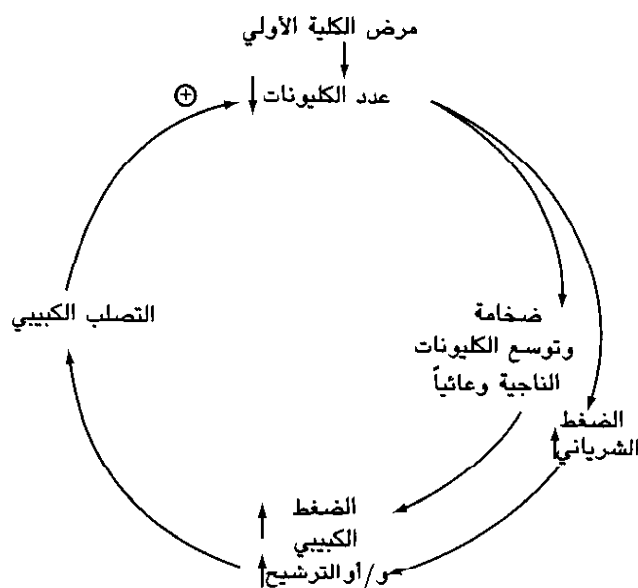 مرض الكلية الأولي
عدد الكليونات
ضخامة
وتوسع الكليونات
الناجية وعائياً
الضغط
الشرياني
الضغط
الكبيبي
و/أو الترشيح
التصلب الكبيبي